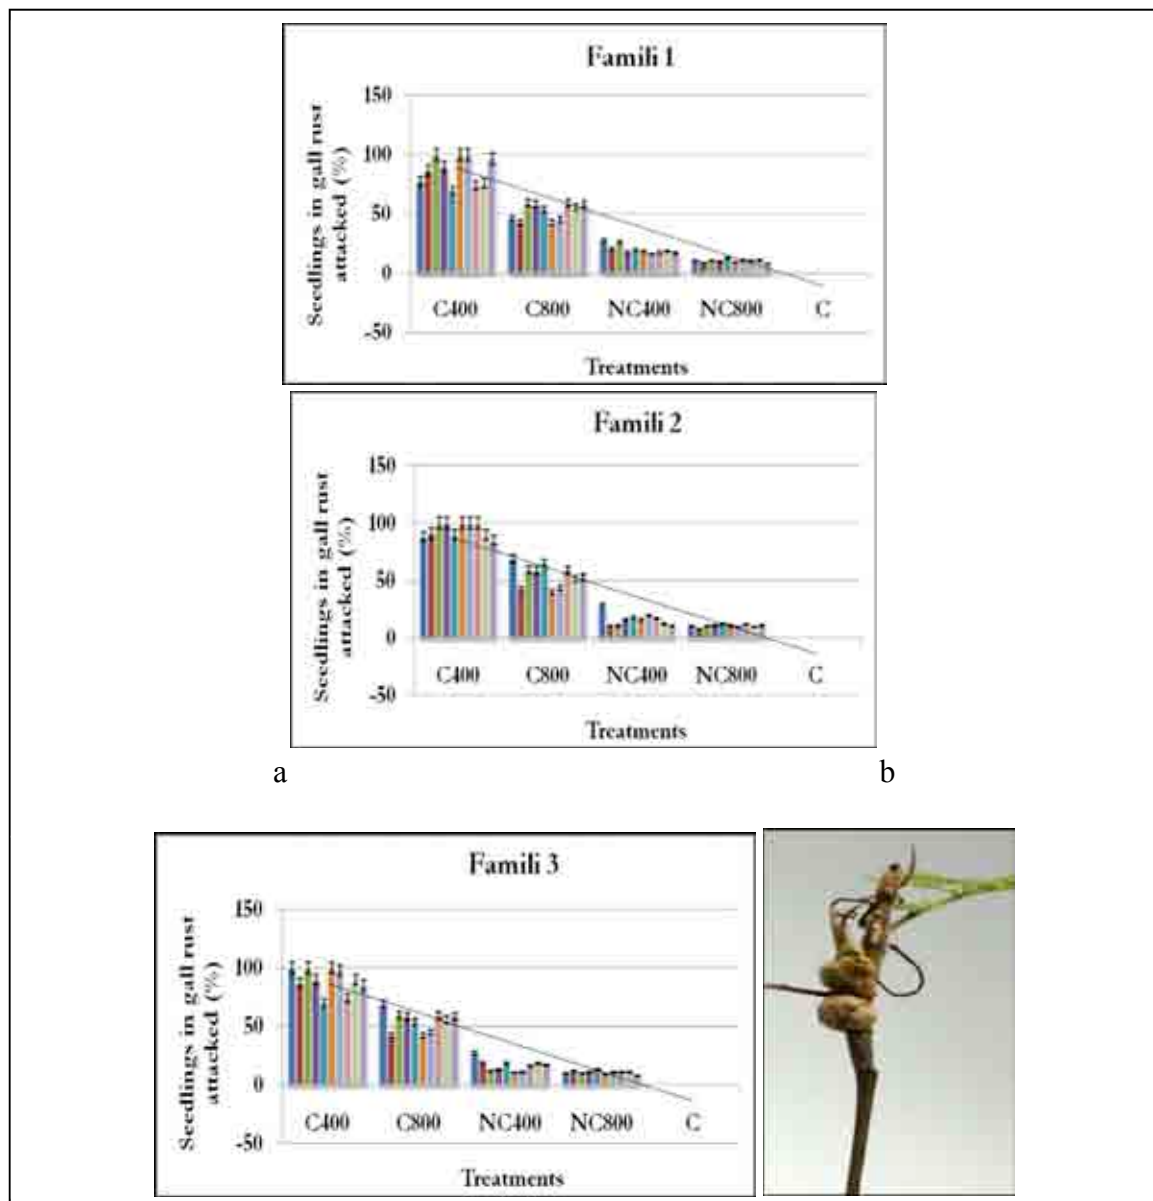 Famili 1
Seedlings in gall rust
attacked (%)
150
100
50
0
-50
C400 C800 NC400 NC800 C
Treatments
Famili 2
Seedlings in gall rust
attacked (%)
150
100
50
0
-50
C400 C800 NC400 NC800 C
Treatments
a b
Famili 3
Seedlings in gall rust
attacked (%)
150
100
50
0
-50
C400 C800 NC400 NC800 C
Treatments